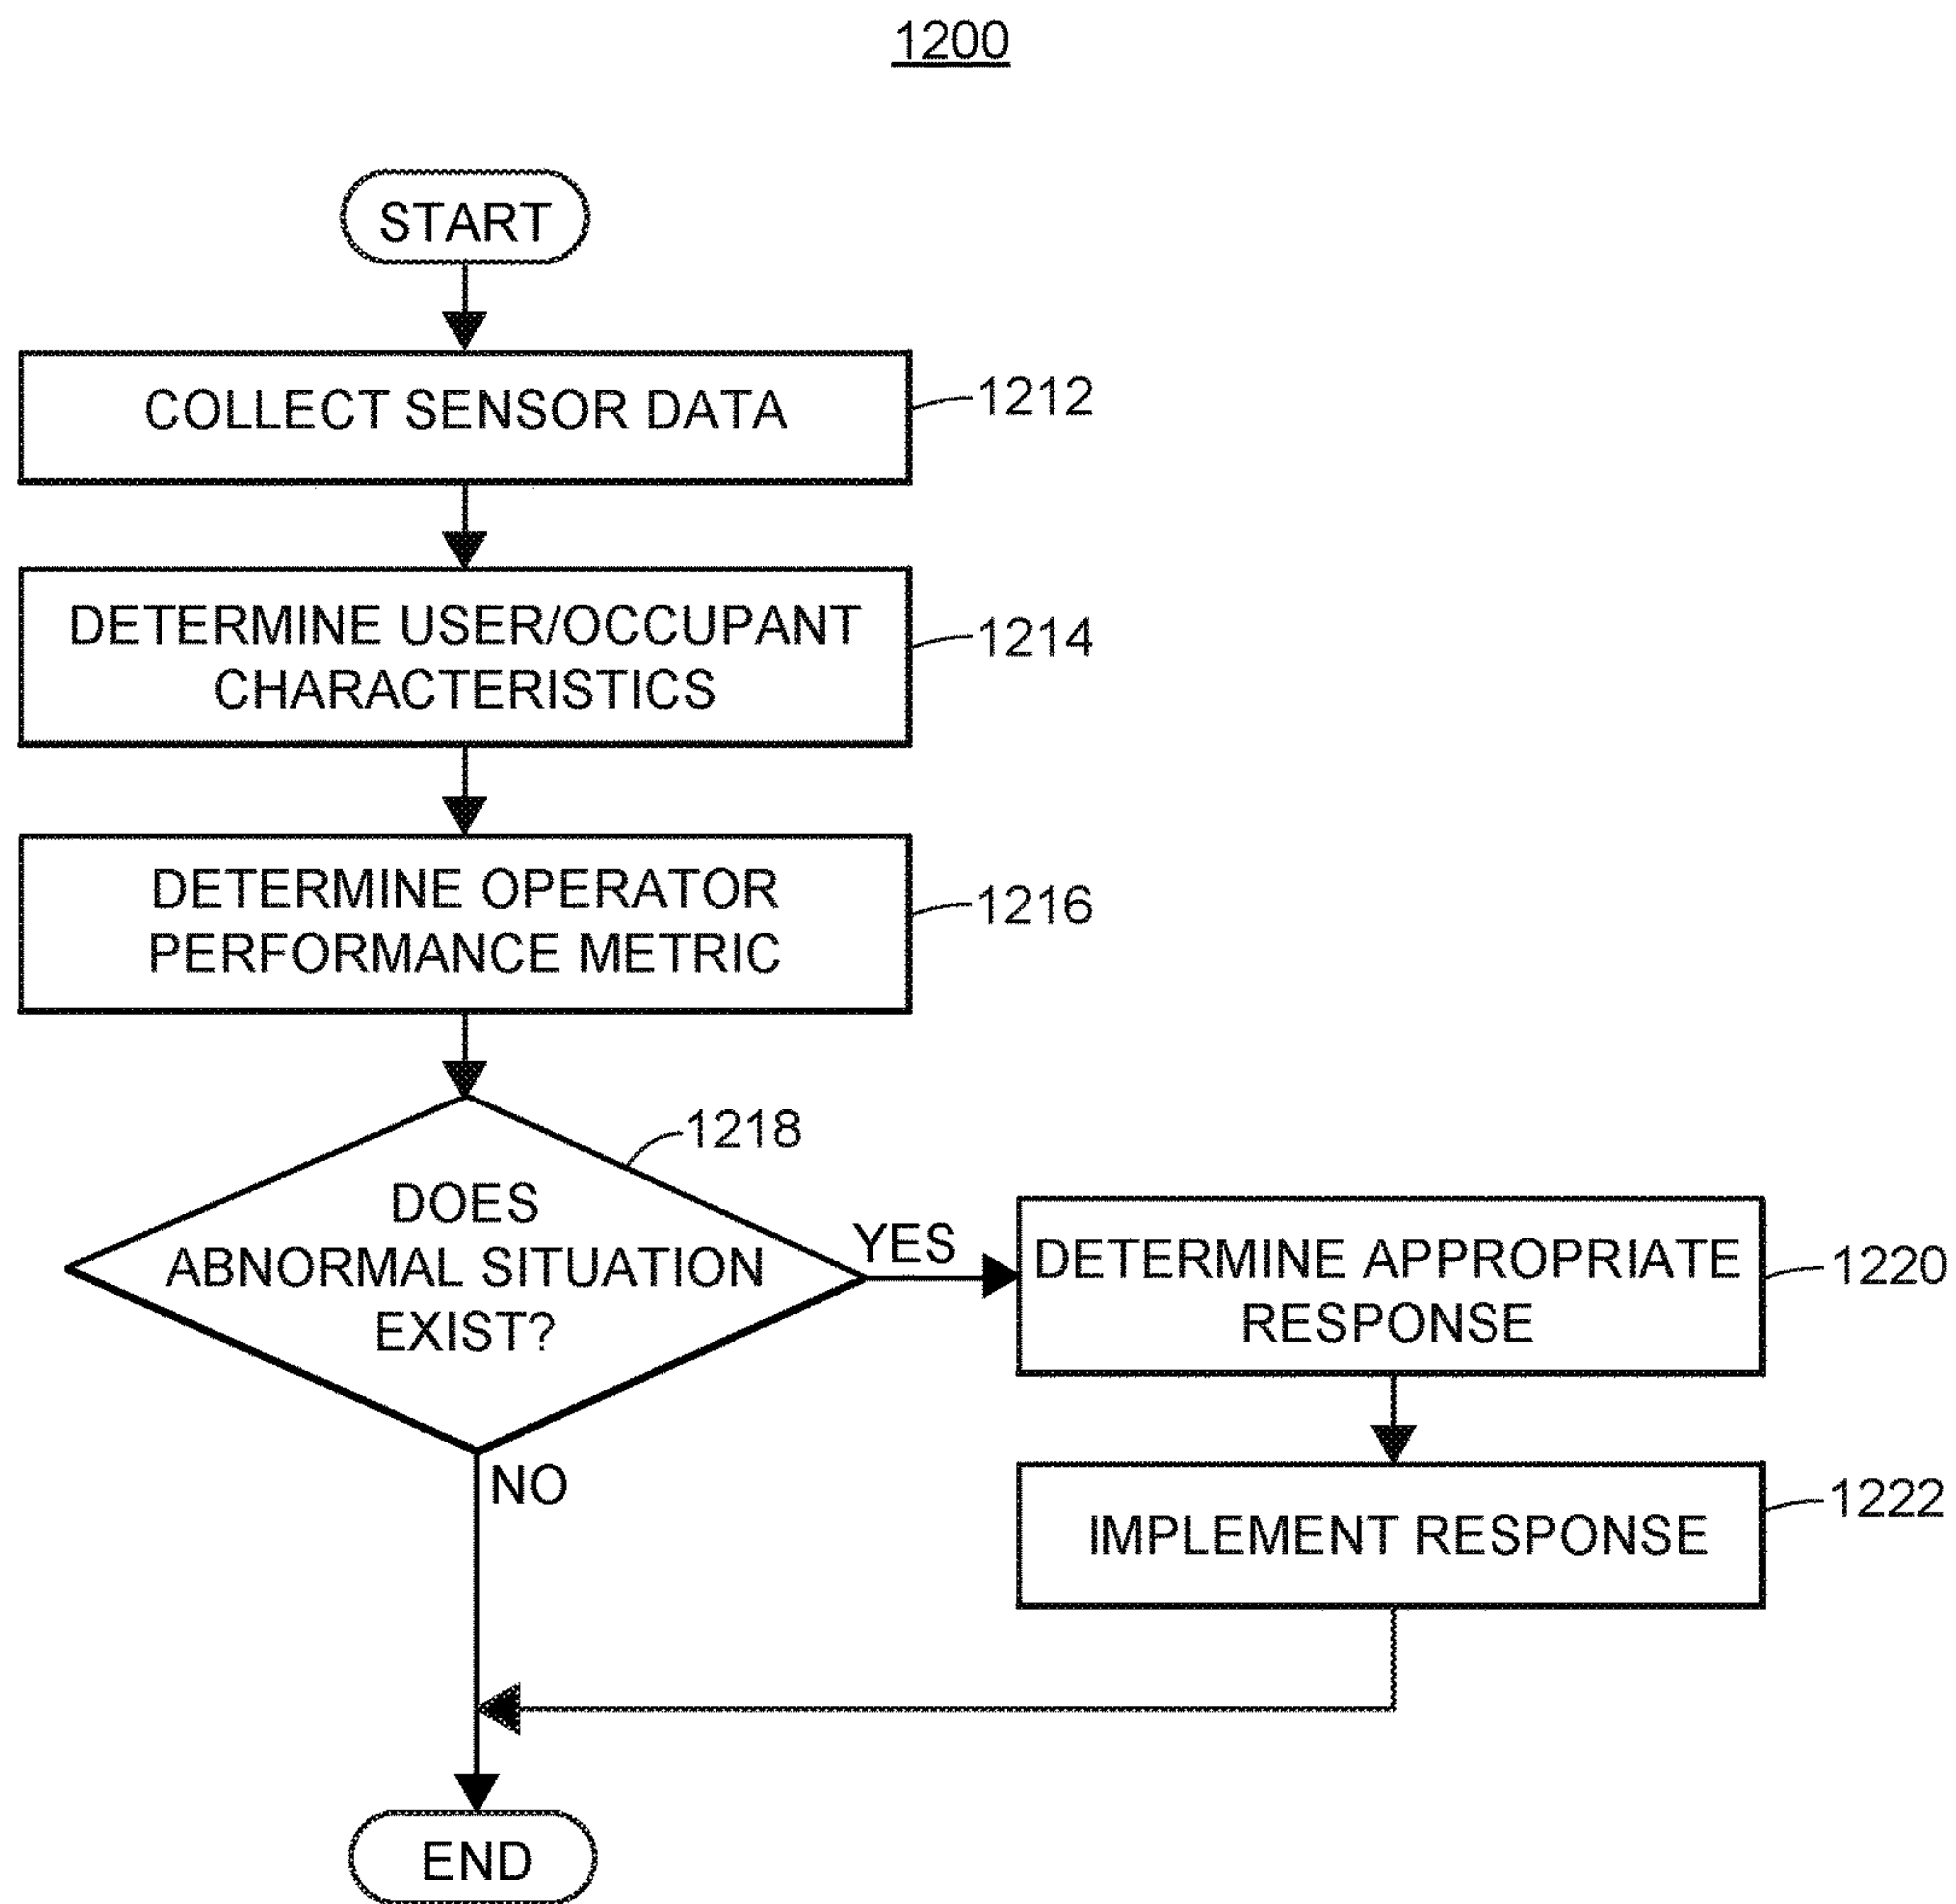 1200
START
COLLECT SENSOR DATA
1212
DETERMINE USER/OCCUPANT
CHARACTERISTICS
1214
DETERMINE OPERATOR
PERFORMANCE METRIC
1216
1218
DOES
ABNORMAL SITUATION
EXIST?
YES
DETERMINE APPROPRIATE
RESPONSE
1220
NO
IMPLEMENT RESPONSE
1222
END